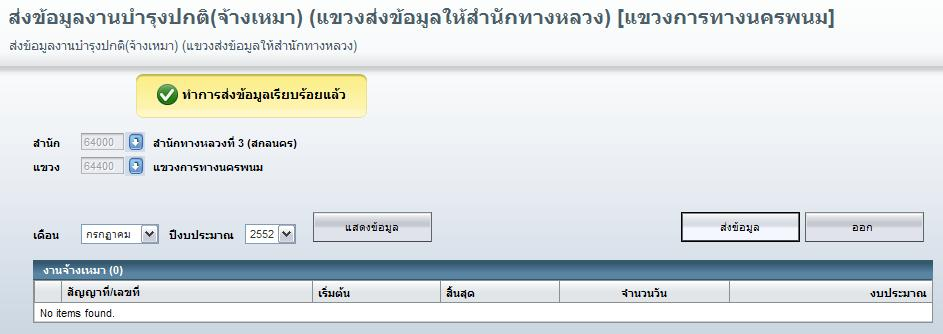 ส่งข้อมูลงานบำรุงปกติ(จ้างเหมา) (แขวงส่งข้อมูลให้สำนักทางหลวง) [แขวงการทางนครพนม]
ส่งข้อมูลงานบำรุงปกติ(จ้างเหมา) (แขวงส่งข้อมูลให้สำนักทางหลวง)
ทำการส่งข้อมูลเรียบร้อยแล้ว
สำนัก 64000 สำนักทางหลวงที่ 3 (สกลนคร)
แขวง 64400 แขวงการทางนครพนม
เดือน กรกฎาคม ปีงบประมาณ 2552 แสดงข้อมูล ส่งข้อมูล ออก
งานจ้างเหมา (0)
สัญญาที่/เลขที่ เริ่มต้น สิ้นสุด จำนวนวัน งบประมาณ
No items found.